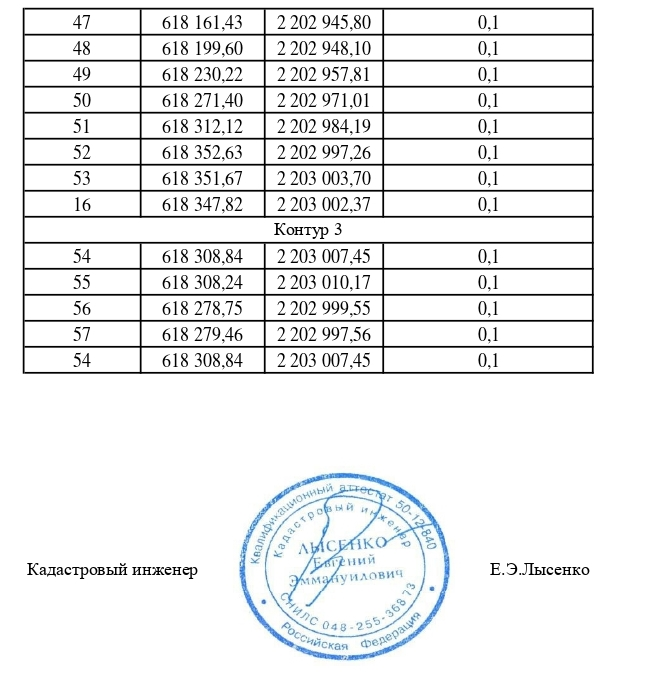 47 618 161,43 2 202 945,80 0,1
48 618 199,60 2 202 948,10 0,1
49 618 230,22 2 202 957,81 0,1
50 618 271,40 2 202 971,01 0,1
51 618 312,12 2 202 984,19 0,1
52 618 352,63 2 202 997,26 0,1
53 618 351,67 2 203 003,70 0,1
16 618 347,82 2 203 002,37 0,1
Контур 3
54 618 308,84 2 203 007,45 0,1
55 618 308,24 2 203 010,17 0,1
56 618 278,75 2 202 999,55 0,1
57 618 279,46 2 202 997,56 0,1
54 618 308,84 2 203 007,45 0,1
Квалификационный аттестат 50-12-840
Кадастровый инженер
ЛЫСЕНКО
Евгений
Эммануилович
СНИЛС 048-255-368 73
Российская Федерация
Кадастровый инженер
Е.Э.Лысенко